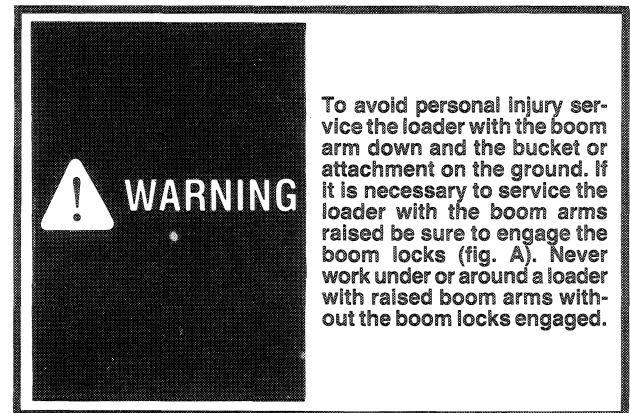 WARNING
To avoid personal injury ser-
vice the loader with the boom
arm down and the bucket or
attachment on the ground. If
it is necessary to service the
loader with the boom arms
raised be sure to engage the
boom locks (fig. A). Never
work under or around a loader
with raised boom arms with-
out the boom locks engaged.